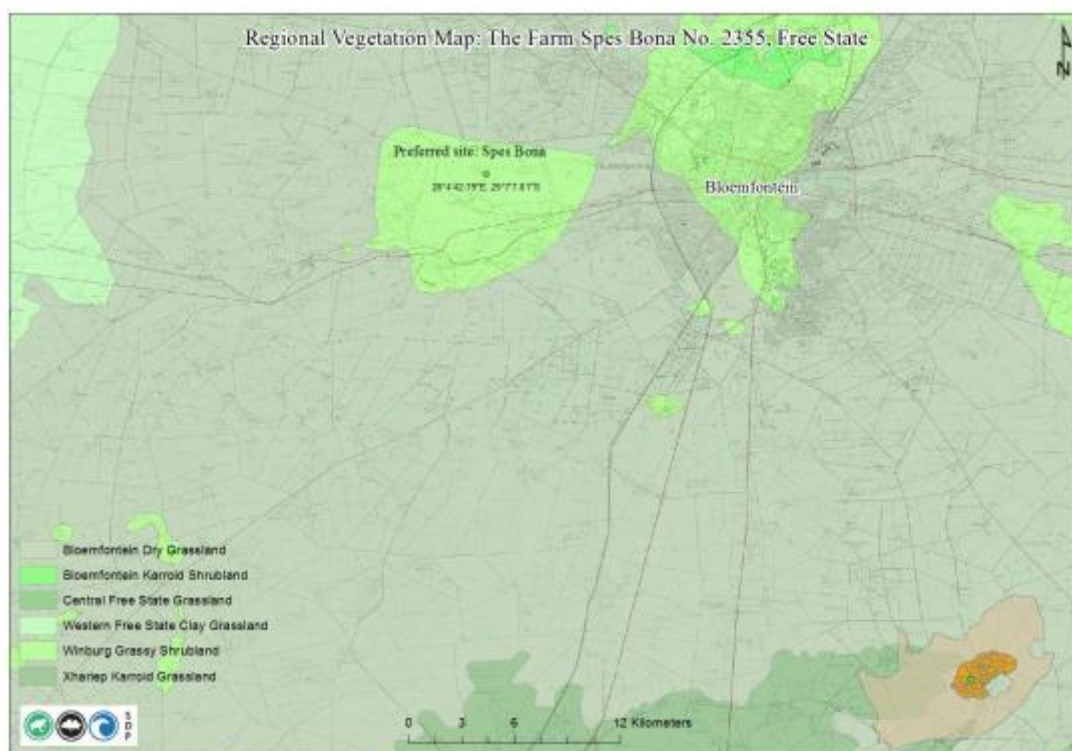 Regional Vegetation Map: The Farm Spes Bona No. 2355, Free State
N
Preferred site: Spes Bona
Bloemfontein
Bloemfontein Dry Grassland
Bloemfontein Karroid Shrubland
Central Free State Grassland
Western Free State Clay Grassland
Winburg Grassy Shrubland
Xhariep Karroid Grassland
SDP
0 3 6 12 Kilometers